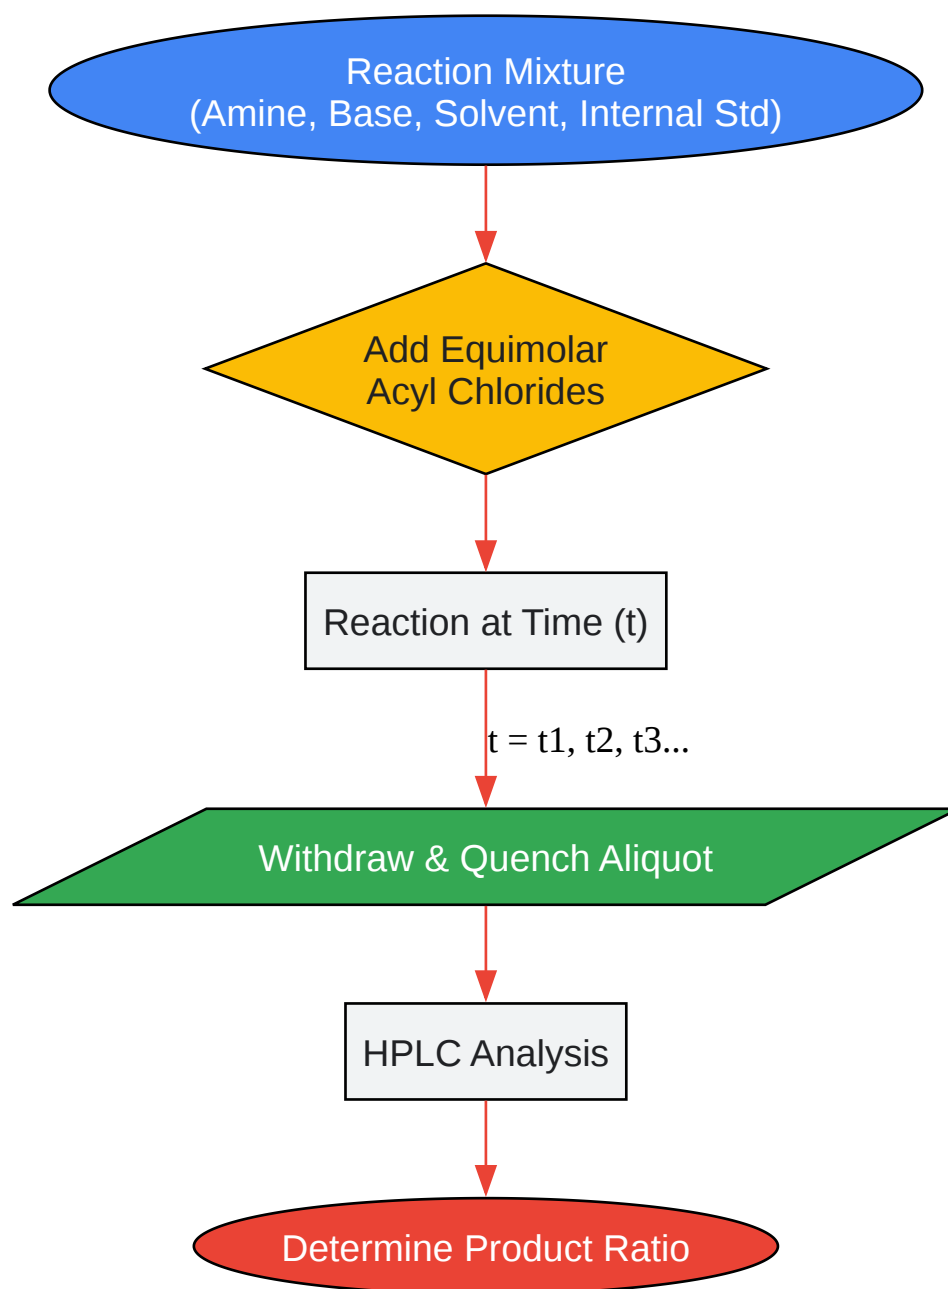 Reaction Mixture
(Amine, Base, Solvent, Internal Std)
Add Equimolar
Acyl Chlorides
Reaction at Time (t)
t = t1, t2, t3...
Withdraw & Quench Aliquot
HPLC Analysis
Determine Product Ratio